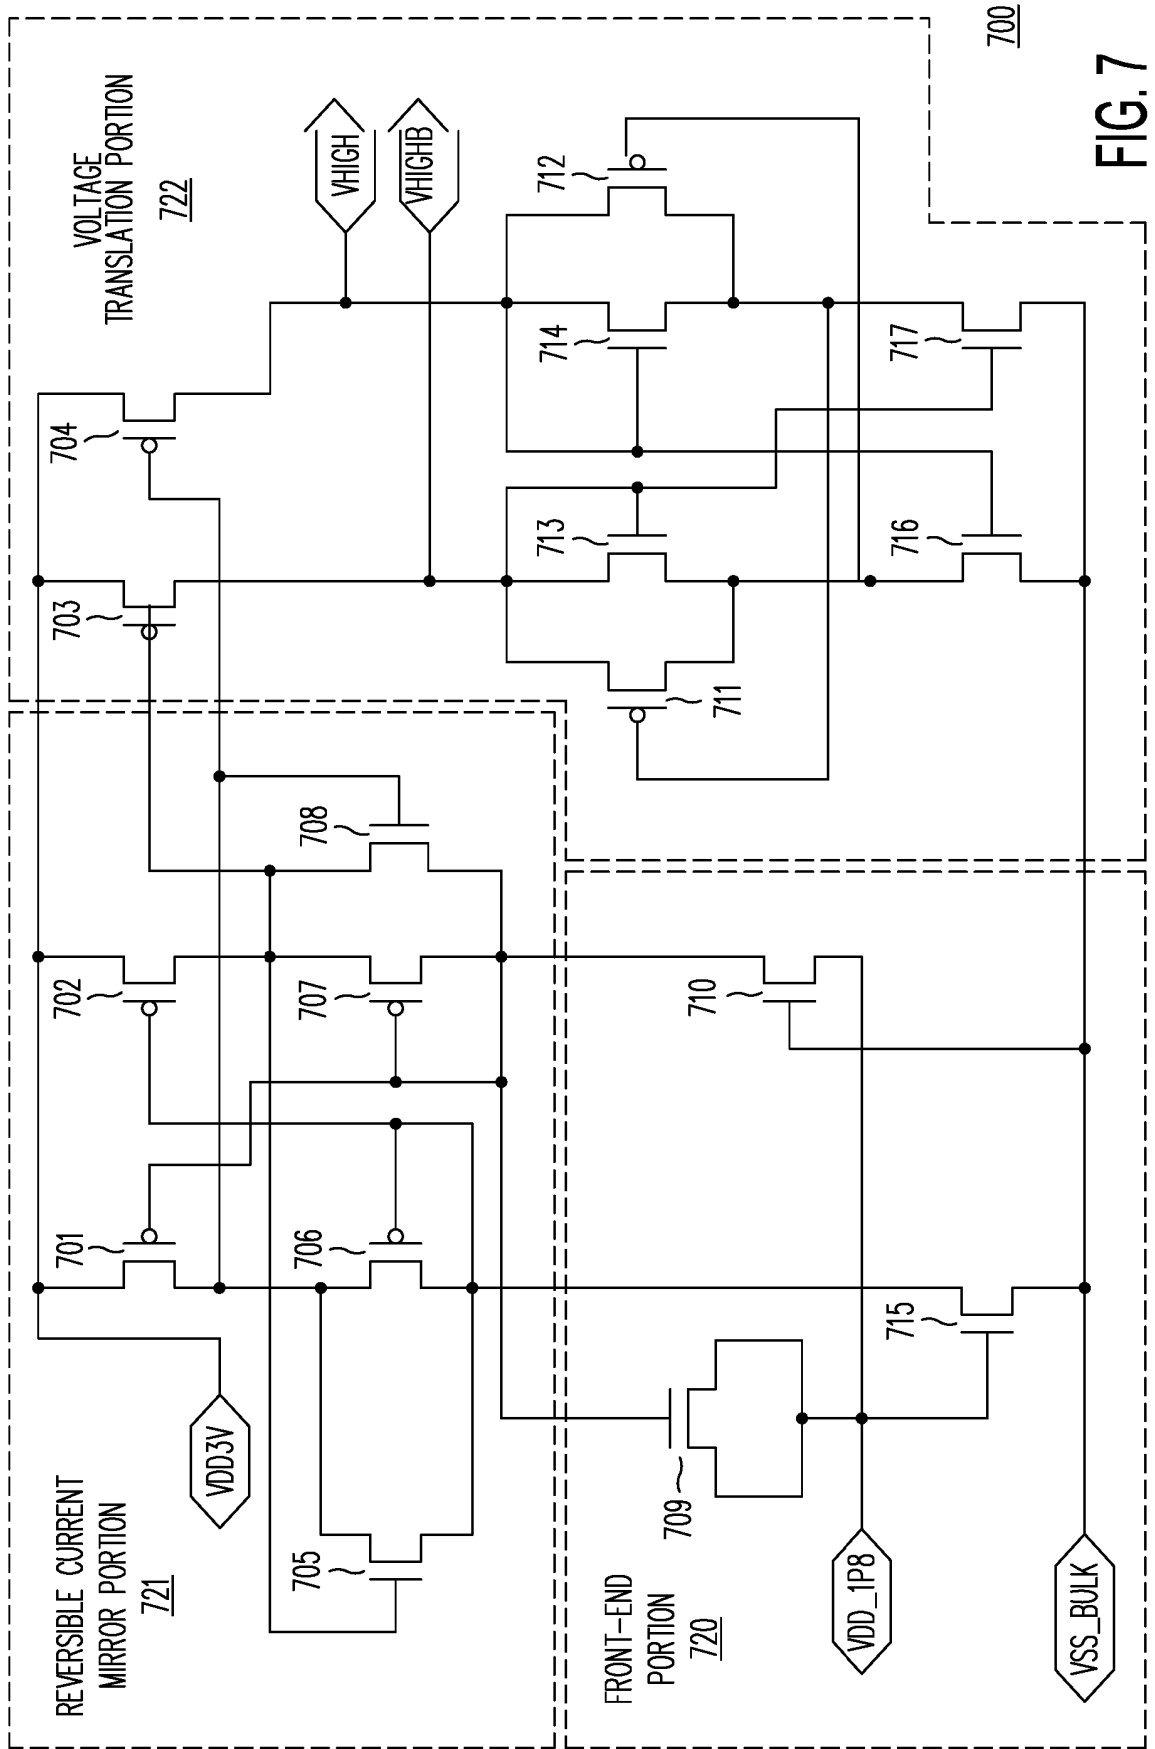 REVERSIBLE CURRENT
MIRROR PORTION
721
VDD3V
701
702
703
704
705
706
707
708
VOLTAGE
TRANSLATION PORTION
722
VHIGH
VHIGHB
711
713
714
712
716
717
FRONT-END
PORTION
720
709
710
715
VDD_1P8
VSS_BULK
700
FIG. 7